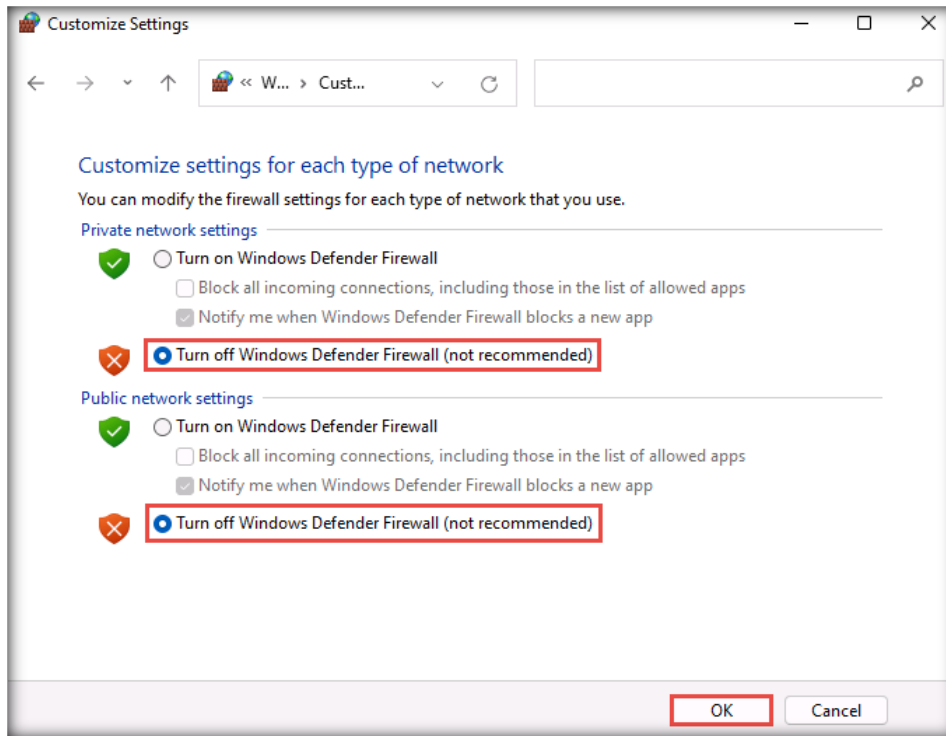 Customize Settings
« W... › Cust...
Customize settings for each type of network
You can modify the firewall settings for each type of network that you use.
Private network settings
Turn on Windows Defender Firewall
Block all incoming connections, including those in the list of allowed apps
Notify me when Windows Defender Firewall blocks a new app
Turn off Windows Defender Firewall (not recommended)
Public network settings
Turn on Windows Defender Firewall
Block all incoming connections, including those in the list of allowed apps
Notify me when Windows Defender Firewall blocks a new app
Turn off Windows Defender Firewall (not recommended)
OK Cancel